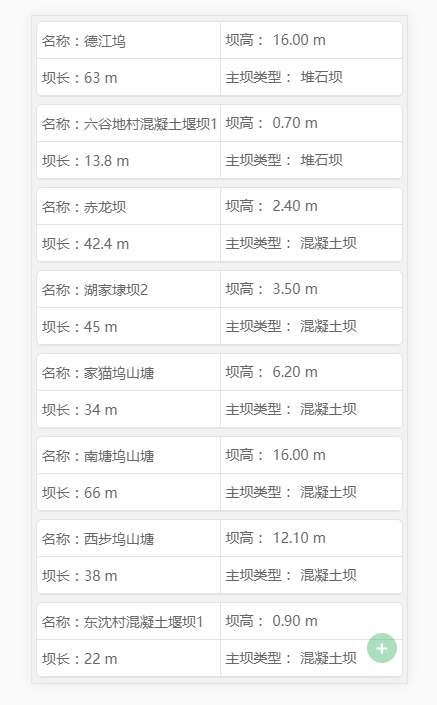 名称：德江坞 坝高： 16.00 m
坝长：63 m 主坝类型： 堆石坝
名称：六谷地村混凝土堰坝1 坝高： 0.70 m
坝长：13.8 m 主坝类型： 堆石坝
名称：赤龙坝 坝高： 2.40 m
坝长：42.4 m 主坝类型： 混凝土坝
名称：湖家埭坝2 坝高： 3.50 m
坝长：45 m 主坝类型： 混凝土坝
名称：家猫坞山塘 坝高： 6.20 m
坝长：34 m 主坝类型： 混凝土坝
名称：南塘坞山塘 坝高： 16.00 m
坝长：66 m 主坝类型： 混凝土坝
名称：西步坞山塘 坝高： 12.10 m
坝长：38 m 主坝类型： 混凝土坝
名称：东沈村混凝土堰坝1 坝高： 0.90 m
坝长：22 m 主坝类型： 混凝土坝